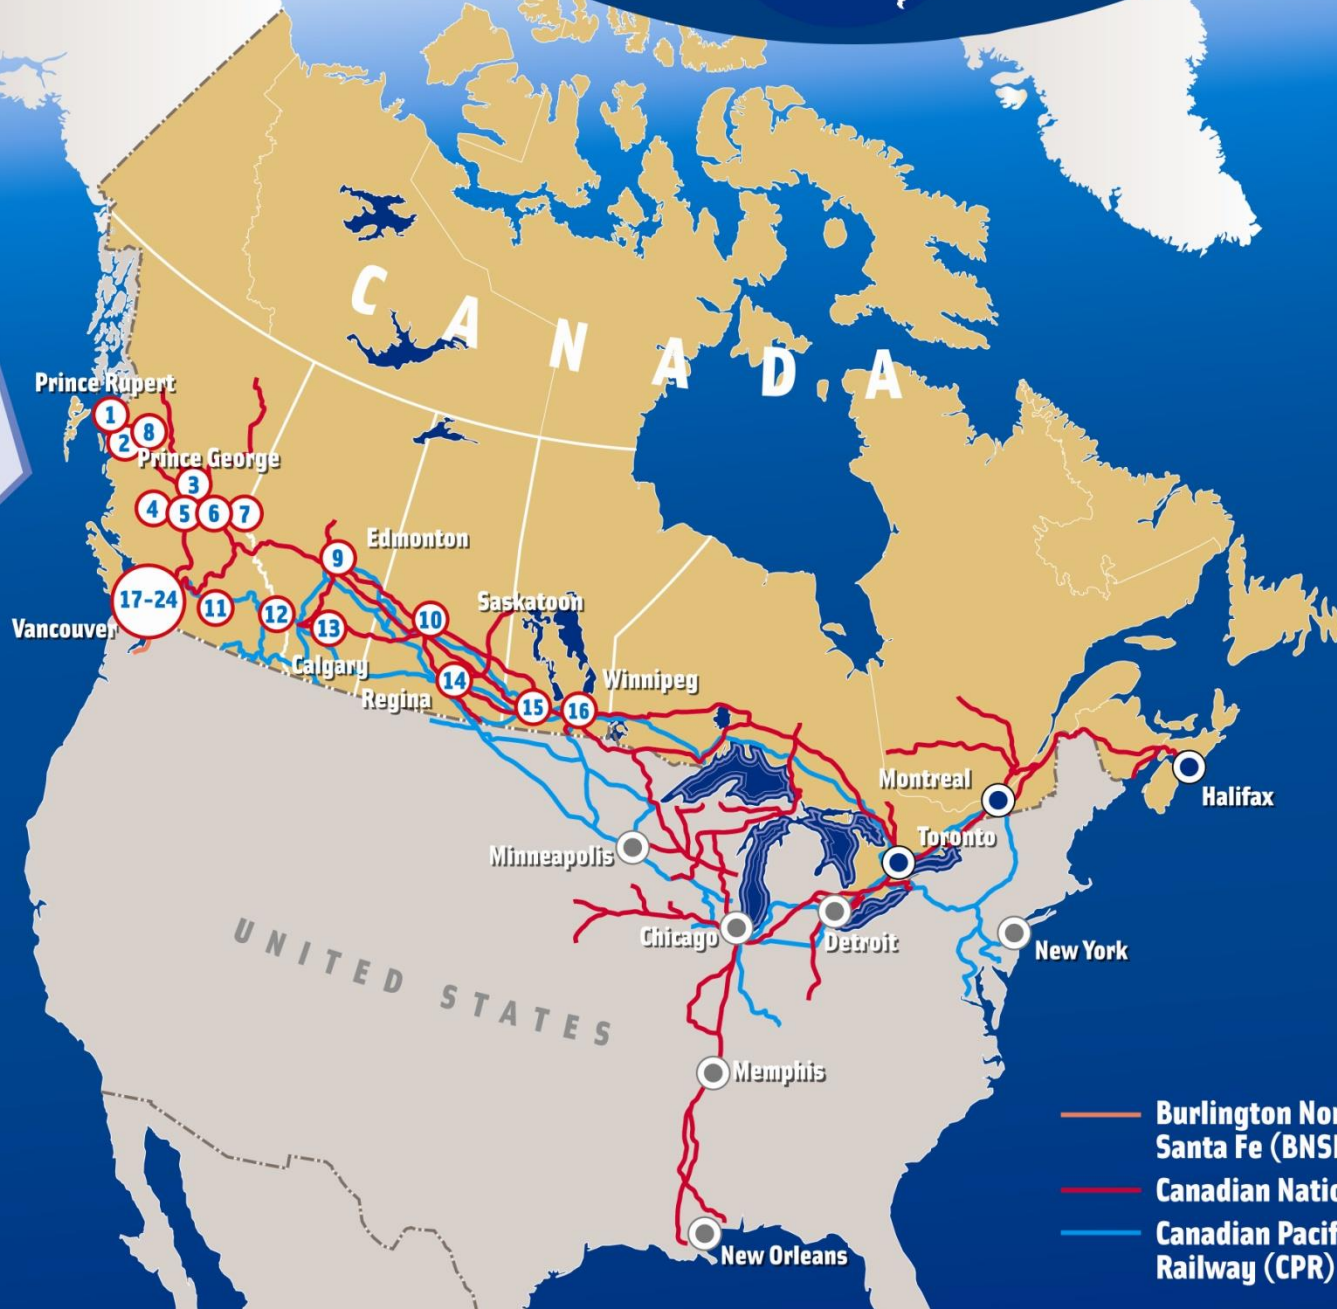 CANADA
Prince Rupert
1
2
8
Prince George
3
4
5
6
7
Edmonton
9
17-24
11
12
13
10
Saskatoon
Vancouver
Calgary
14
Regina
15
16
Winnipeg
Montreal
Halifax
Toronto
Minneapolis
Chicago
Detroit
New York
UNITED STATES
Memphis
New Orleans
Burlington Nor
Santa Fe (BNS
Canadian Natio
Canadian Pacif
Railway (CPR)